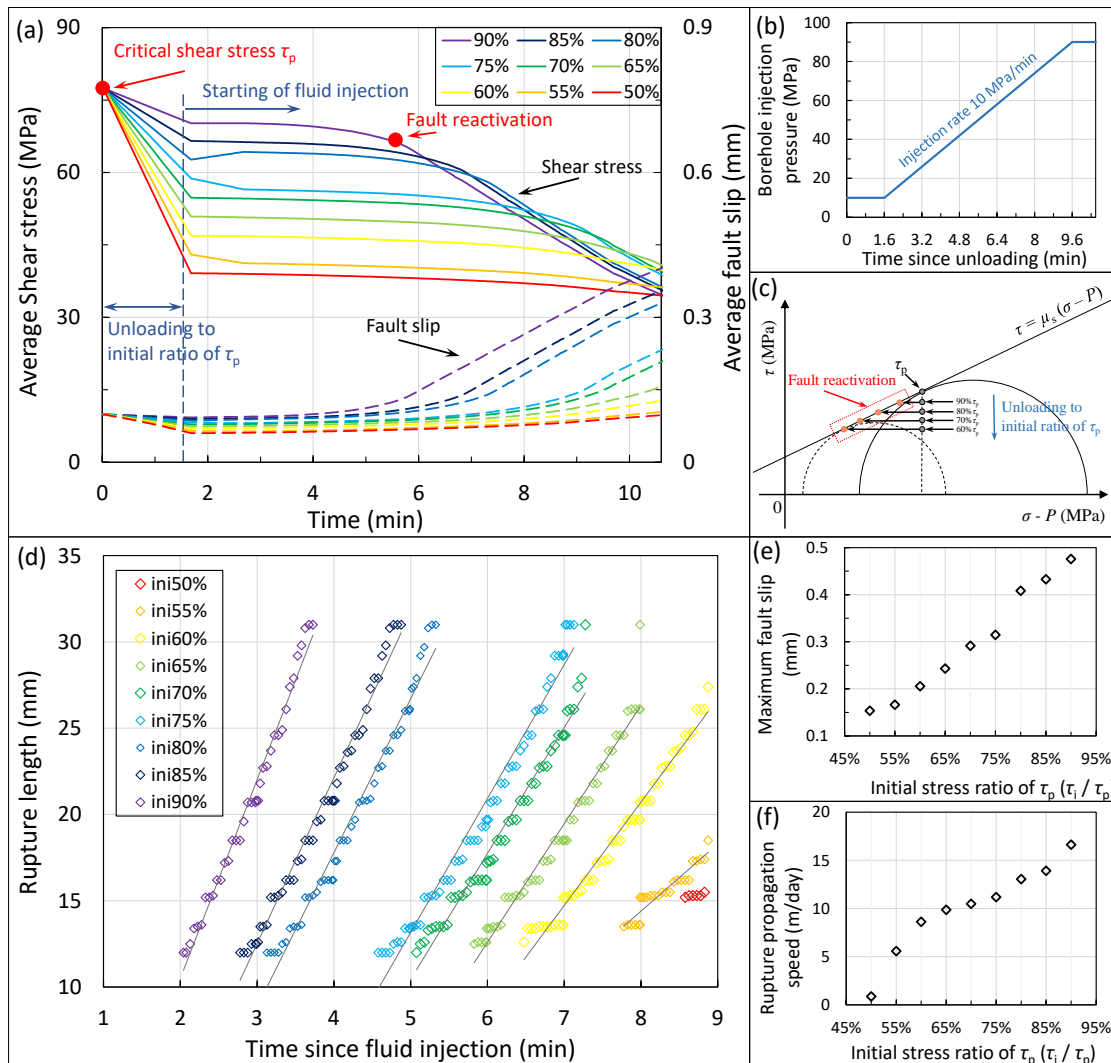 (a)
90
60
30
0
Average Shear stress (MPa)
0
2
4
6
8
10
Time (min)
0.9
0.6
0.3
0
Average fault slip (mm)
Critical shear stress τp
Starting of fluid injection
90% 85% 80%
75% 70% 65%
60% 55% 50%
Fault reactivation
Shear stress
Unloading to
initial ratio of τp
Fault slip
(b)
100
80
60
40
20
0
Borehole injection
pressure (MPa)
Injection rate 10 MPa/min
0 1.6 3.2 4.8 6.4 8 9.6
Time since unloading (min)
(c)
τ (MPa)
τ = μs (σ – P)
τp
Fault reactivation
90% τp
80% τp
70% τp
60% τp
Unloading to
initial ratio of τp
0
σ - P (MPa)
(d)
35
30
25
20
15
10
Rupture length (mm)
ini50%
ini55%
ini60%
ini65%
ini70%
ini75%
ini80%
ini85%
ini90%
1 2 3 4 5 6 7 8 9
Time since fluid injection (min)
(e)
0.5
0.4
0.3
0.2
0.1
Maximum fault slip
(mm)
45% 55% 65% 75% 85% 95%
Initial stress ratio of τp (τi / τp
(f)
20
15
10
5
0
Rupture propagation
speed (m/day)
45% 55% 65% 75% 85% 95%
Initial stress ratio of τp (τi / τp)